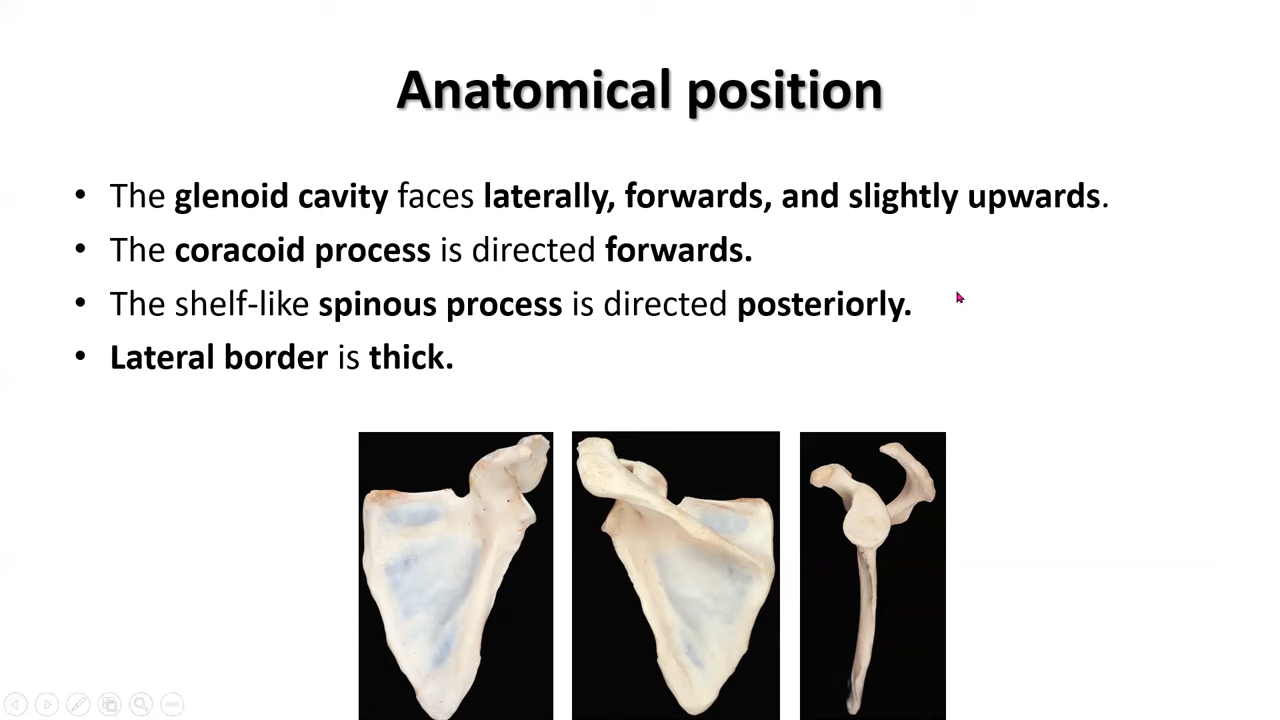 Anatomical position
• The glenoid cavity faces laterally, forwards, and slightly upwards.
• The coracoid process is directed forwards.
• The shelf-like spinous process is directed posteriorly.
• Lateral border is thick.